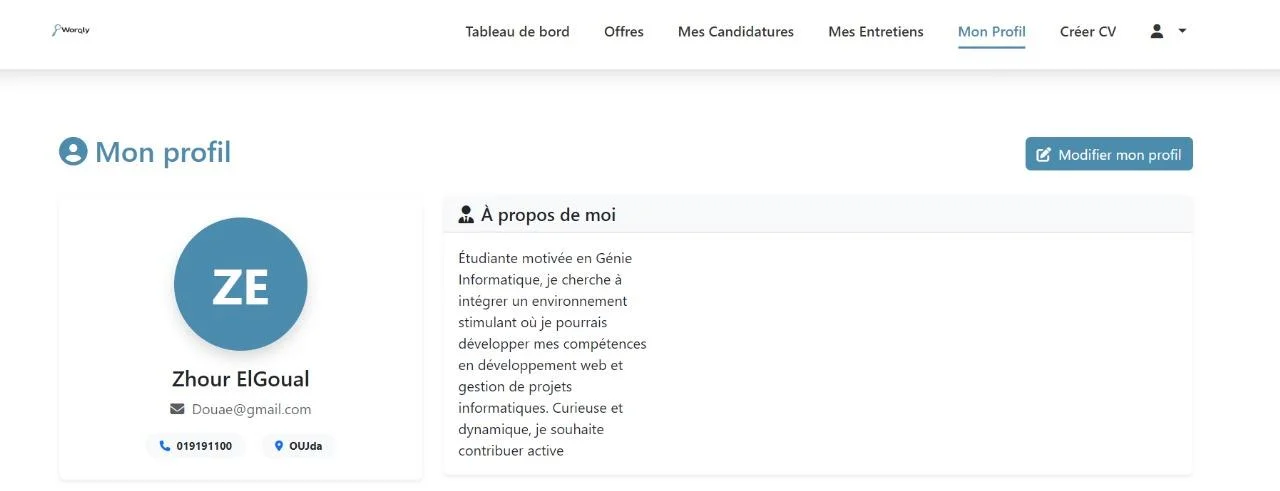 Worqly
Tableau de bord
Offres
Mes Candidatures
Mes Entretiens
Mon Profil
Créer CV
Mon profil
Modifier mon profil
ZE
Zhour ElGoual
Douae@gmail.com
019191100
OUJda
À propos de moi
Étudiante motivée en Génie
Informatique, je cherche à
intégrer un environnement
stimulant où je pourrais
développer mes compétences
en développement web et
gestion de projets
informatiques. Curieuse et
dynamique, je souhaite
contribuer active